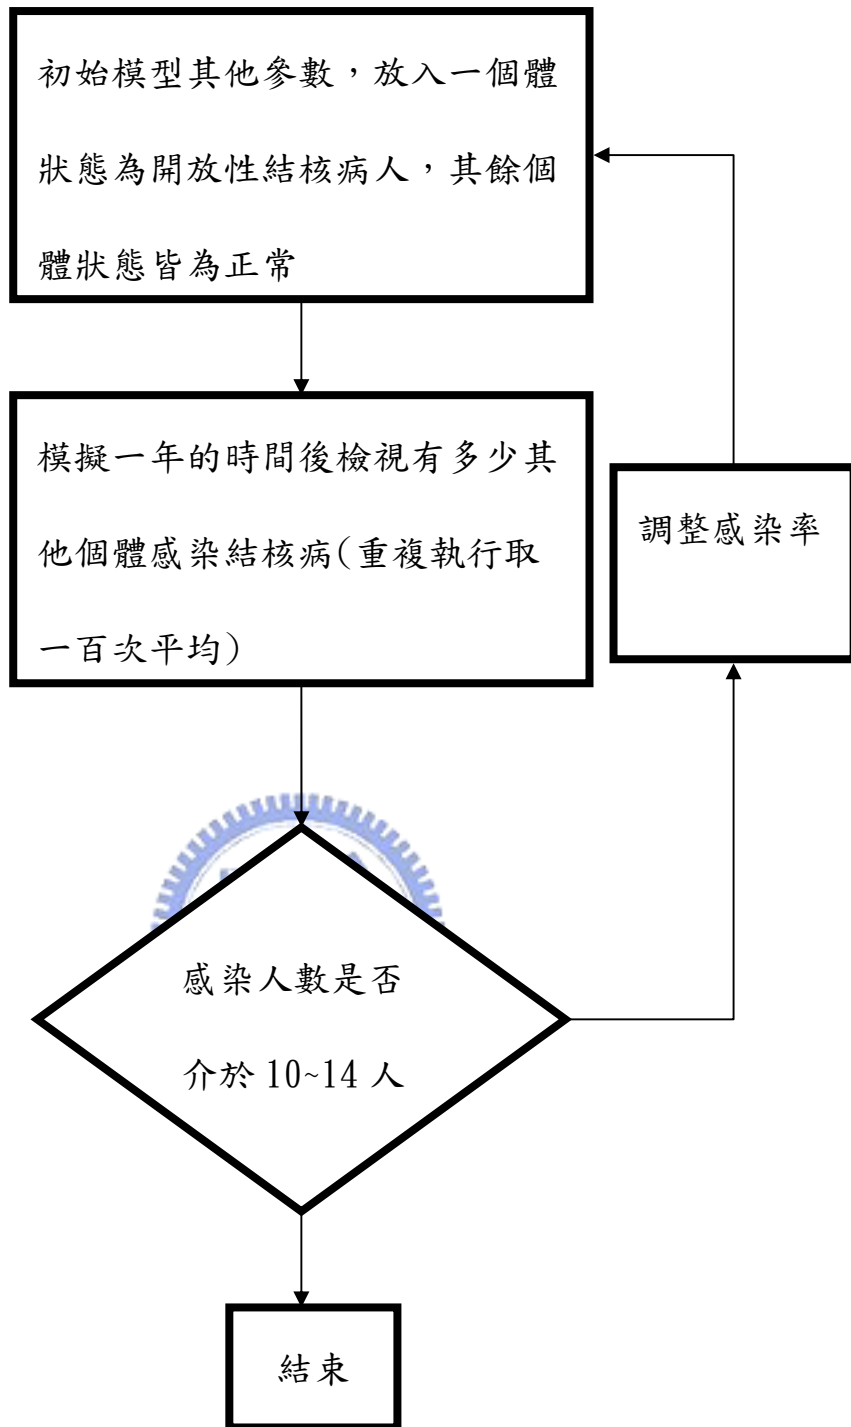 初始模型其他參數，放入一個體
狀態為開放性結核病人，其餘個
體狀態皆為正常
模擬一年的時間後檢視有多少其
他個體感染結核病(重複執行取
一百次平均)
調整感染率
感染人數是否
介於 10~14 人
結束